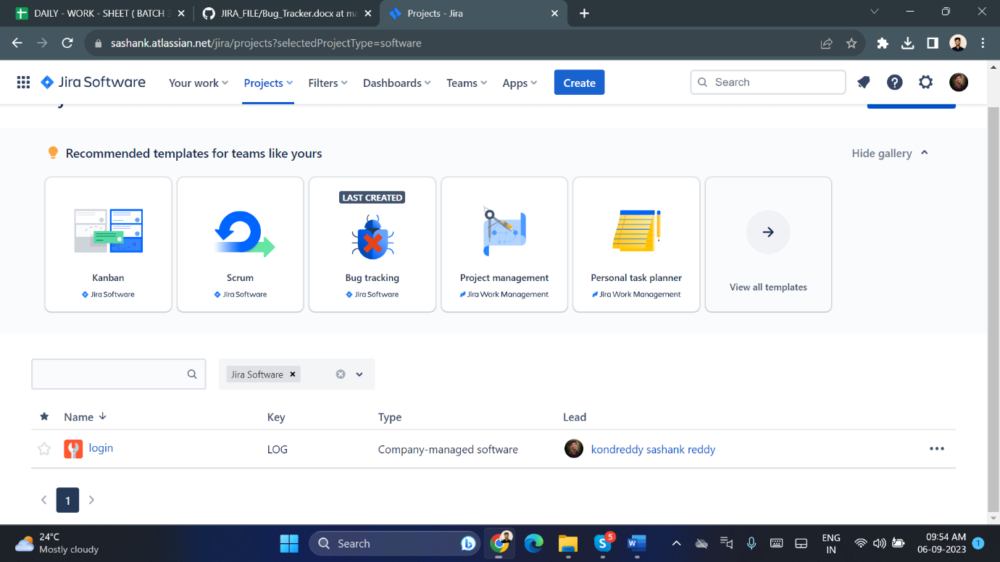 DAILY - WORK - SHEET ( BATCH 3
JIRA_FILE/Bug_Tracker.docx at ma
Projects - Jira
sashank.atlassian.net/jira/projects?selectedProjectType=software
Jira Software
Your work
Projects
Filters
Dashboards
Teams
Apps
Create
Search
Recommended templates for teams like yours
Hide gallery
LAST CREATED
Kanban
Scrum
Bug tracking
Project management
Personal task planner
View all templates
Jira Software
Jira Software
Jira Software
Jira Work Management
Jira Work Management
Jira Software
Name
Key
Type
Lead
login
LOG
Company-managed software
kondreddy sashank reddy
1
24°C
Mostly cloudy
Search
5
ENG
IN
09:54 AM
06-09-2023
1